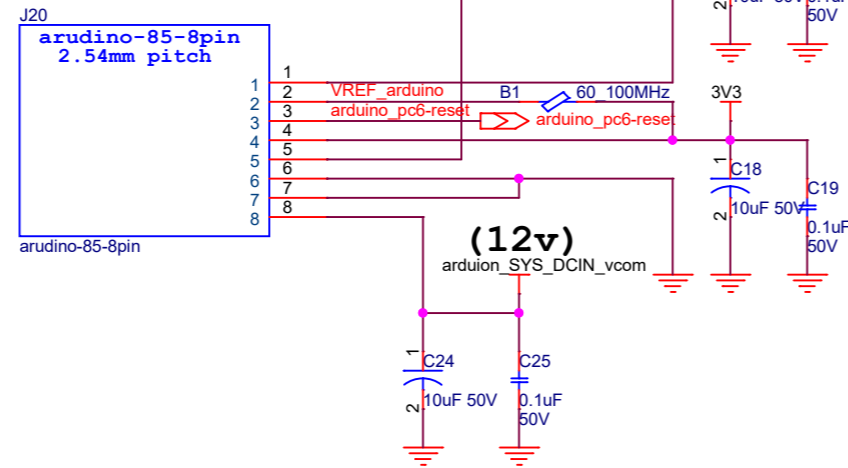 J20
arudino-85-8pin
2.54mm pitch
1 1
2 2
3 3
4 4
5 5
6 6
7 7
8 8
arudino-85-8pin
VREF_arduino
B1
60_100MHz
arduino_pc6-reset
arduino_pc6-reset
2
50V
3V3
1
C18
2
10uF 50V
C19
0.1uF
50V
(12v)
arduion_SYS_DCIN_vcom
1
C24
2
10uF 50V
C25
0.1uF
50V